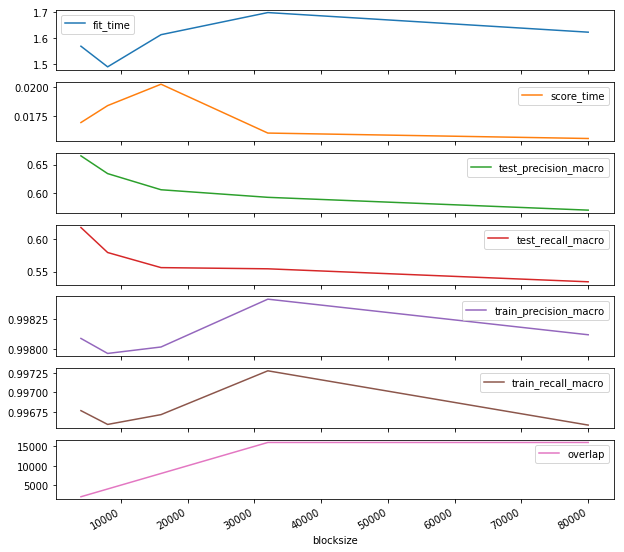 1.7
1.6
1.5
fit_time
0.0200
0.0175
score_time
0.65
0.60
test_precision_macro
0.60
0.55
test_recall_macro
0.99825
0.99800
train_precision_macro
0.99725
0.99700
0.99675
train_recall_macro
15000
10000
5000
overlap
10000 20000 30000 40000 50000 60000 70000 80000
blocksize